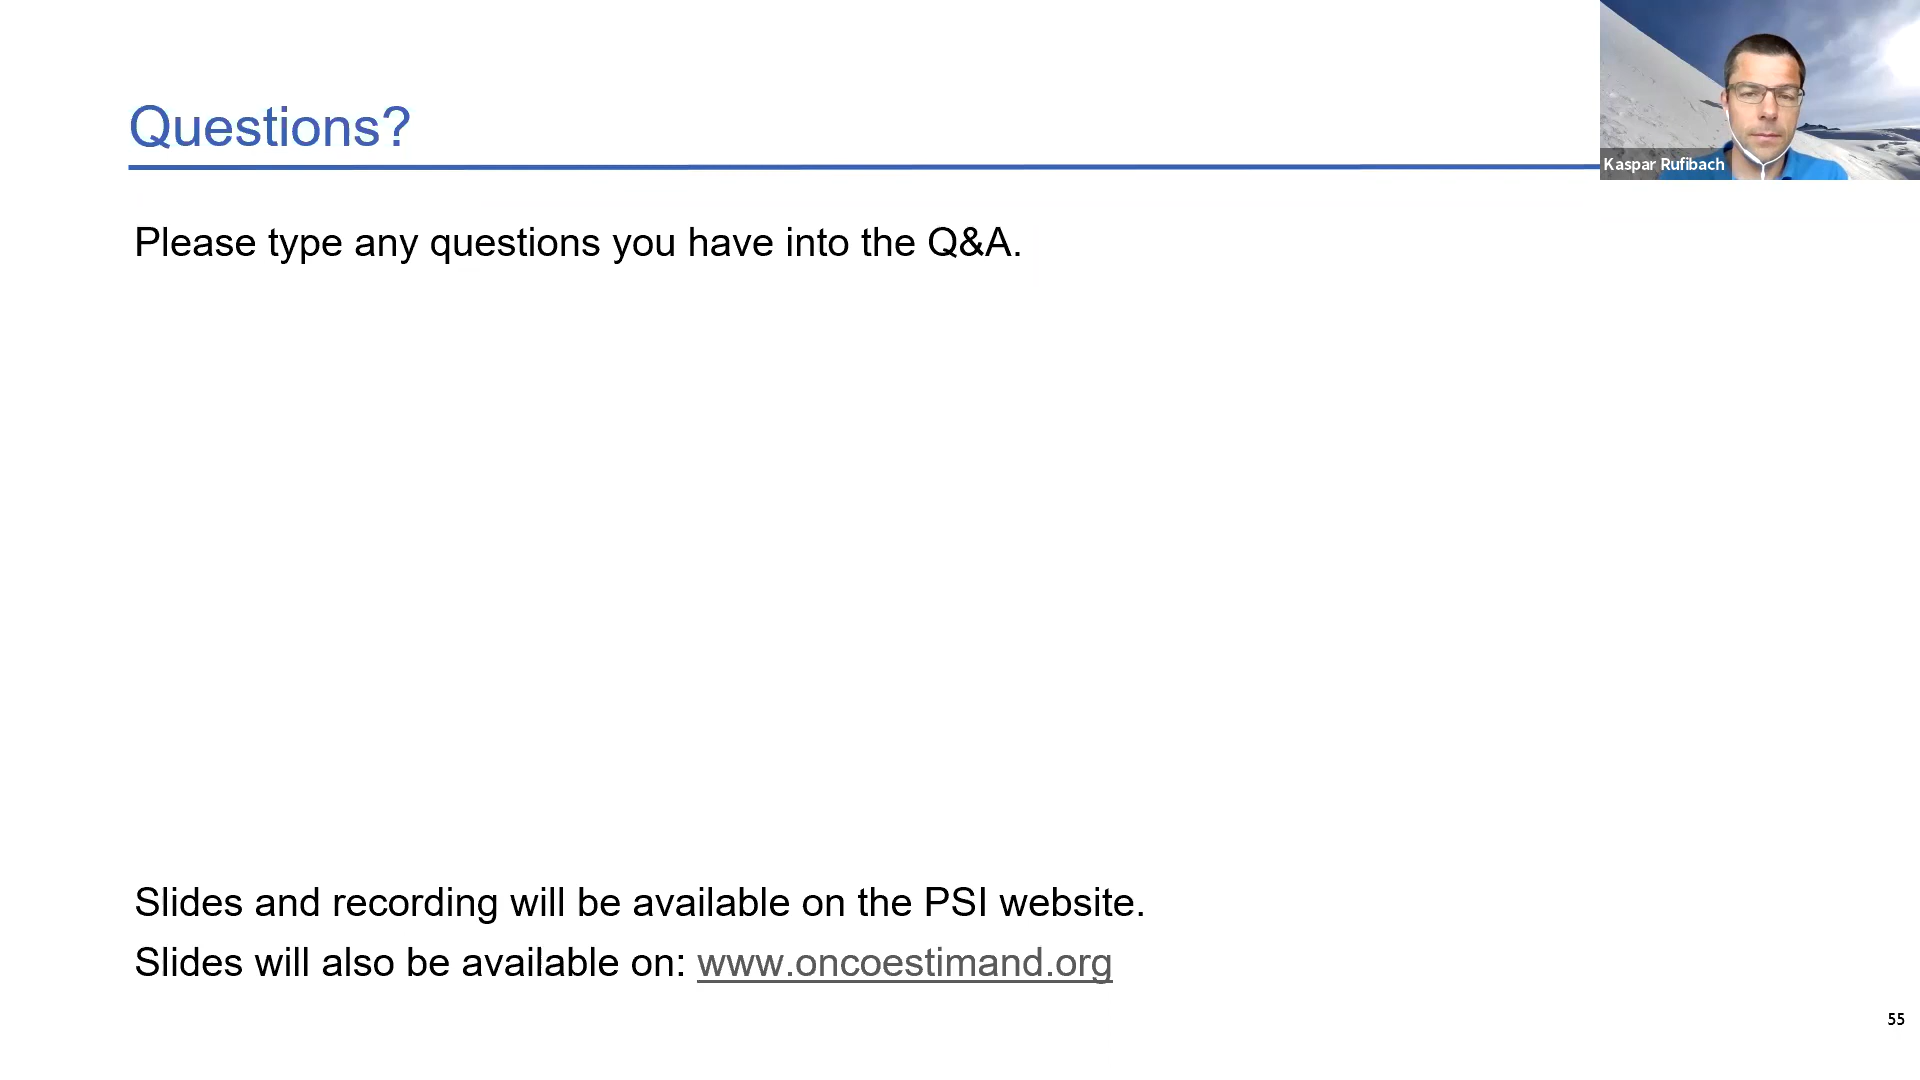 Questions?
Kaspar Rufibach
Please type any questions you have into the Q&A.
Slides and recording will be available on the PSI website.
Slides will also be available on: www.oncoestimand.org
55